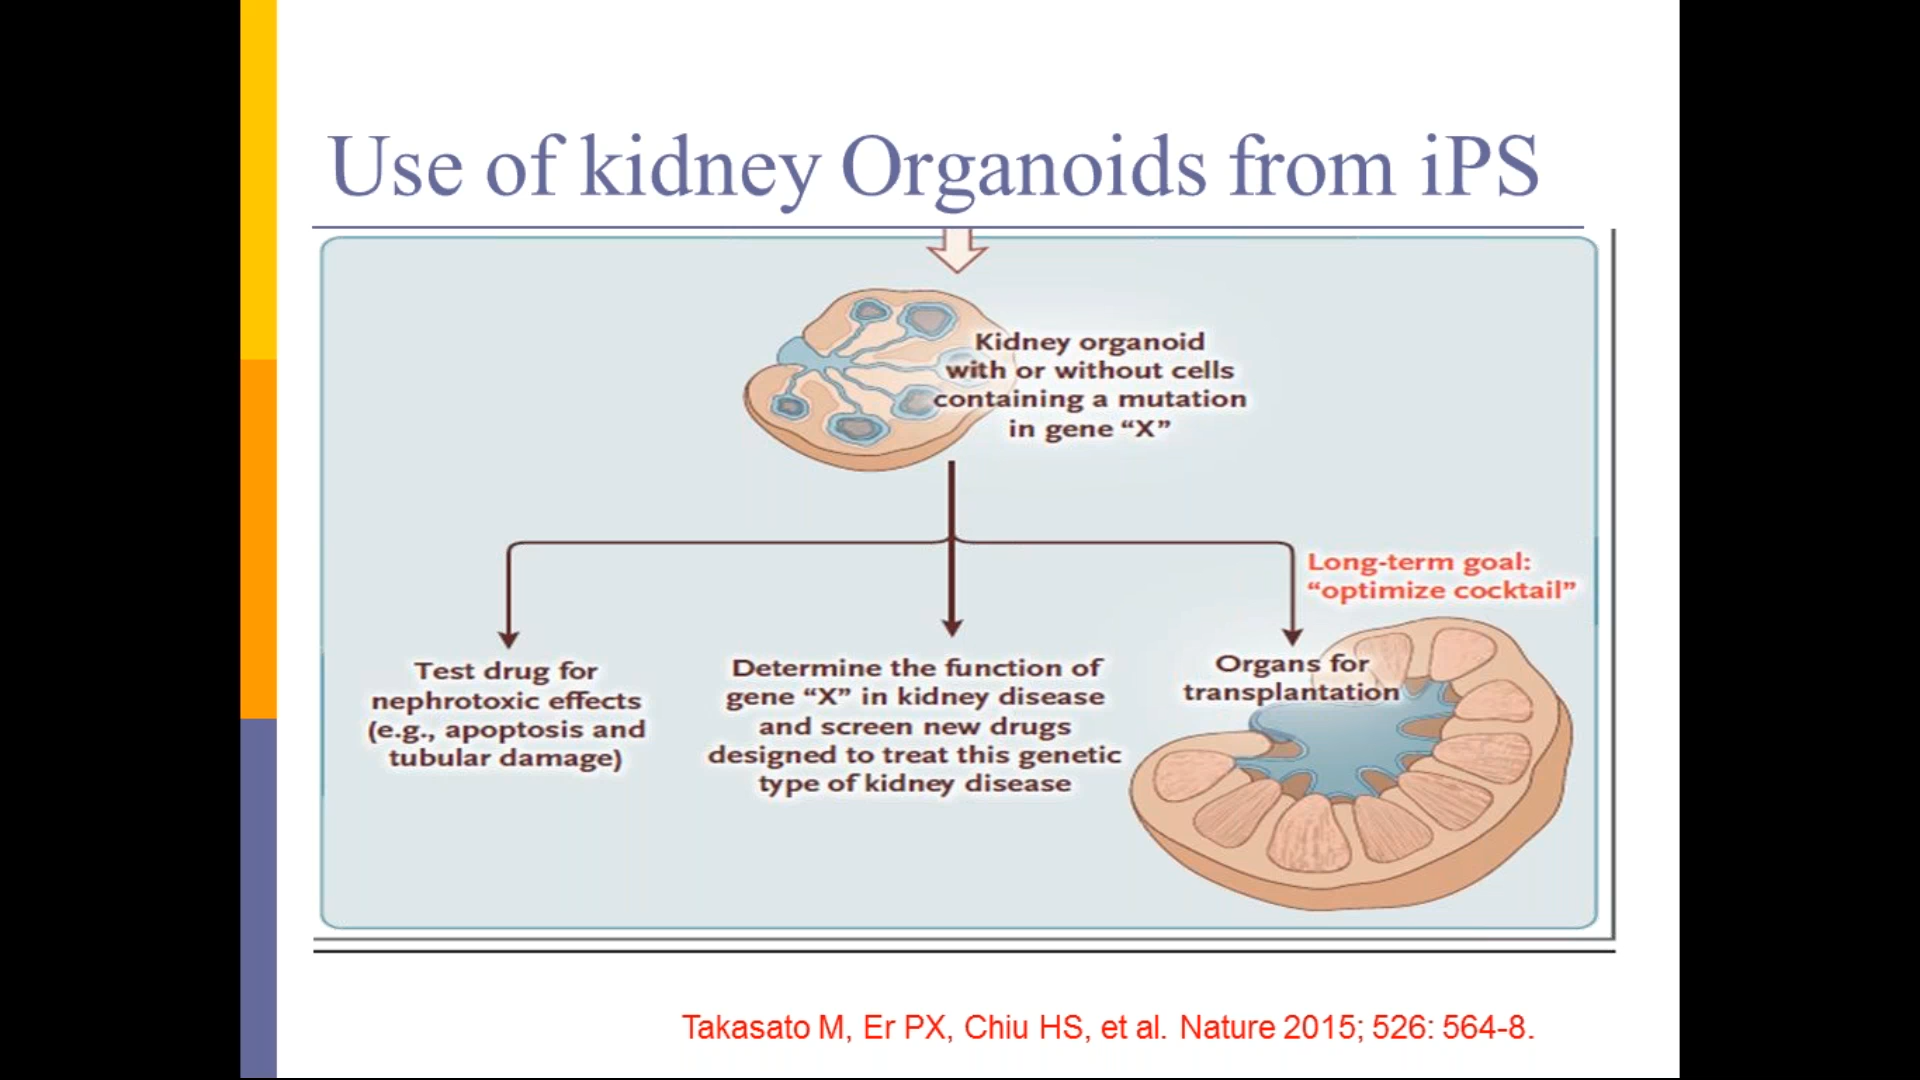 Use of kidney Organoids from iPS
Kidney organoid
with or without cells
containing a mutation
in gene “X”
Long-term goal:
“optimize cocktail”
Test drug for
nephrotoxic effects
(e.g., apoptosis and
tubular damage)
Determine the function of
gene “X” in kidney disease
and screen new drugs
designed to treat this genetic
type of kidney disease
Organs for
transplantation
Takasato M, Er PX, Chiu HS, et al. Nature 2015; 526: 564-8.